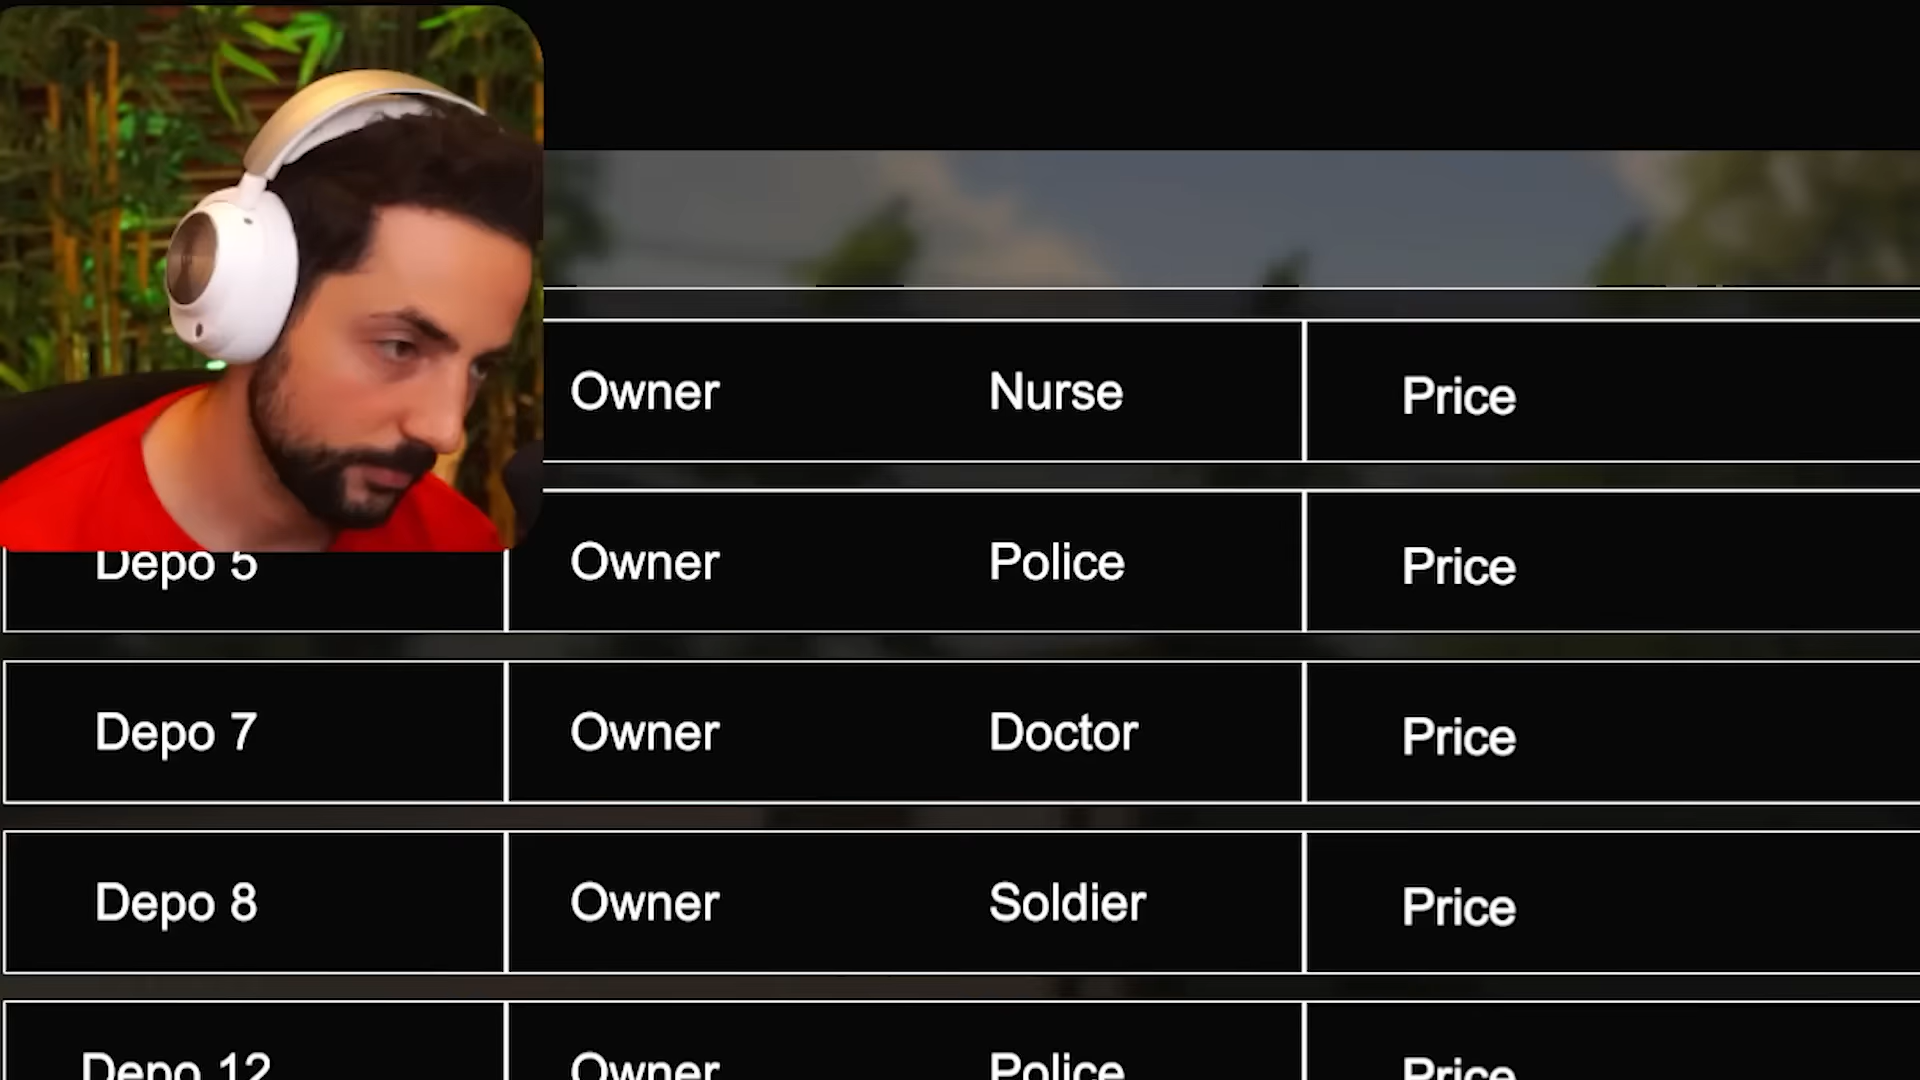 Owner Nurse Price
Depo 5 Owner Police Price
Depo 7 Owner Doctor Price
Depo 8 Owner Soldier Price
Depo 12 Owner Police Price